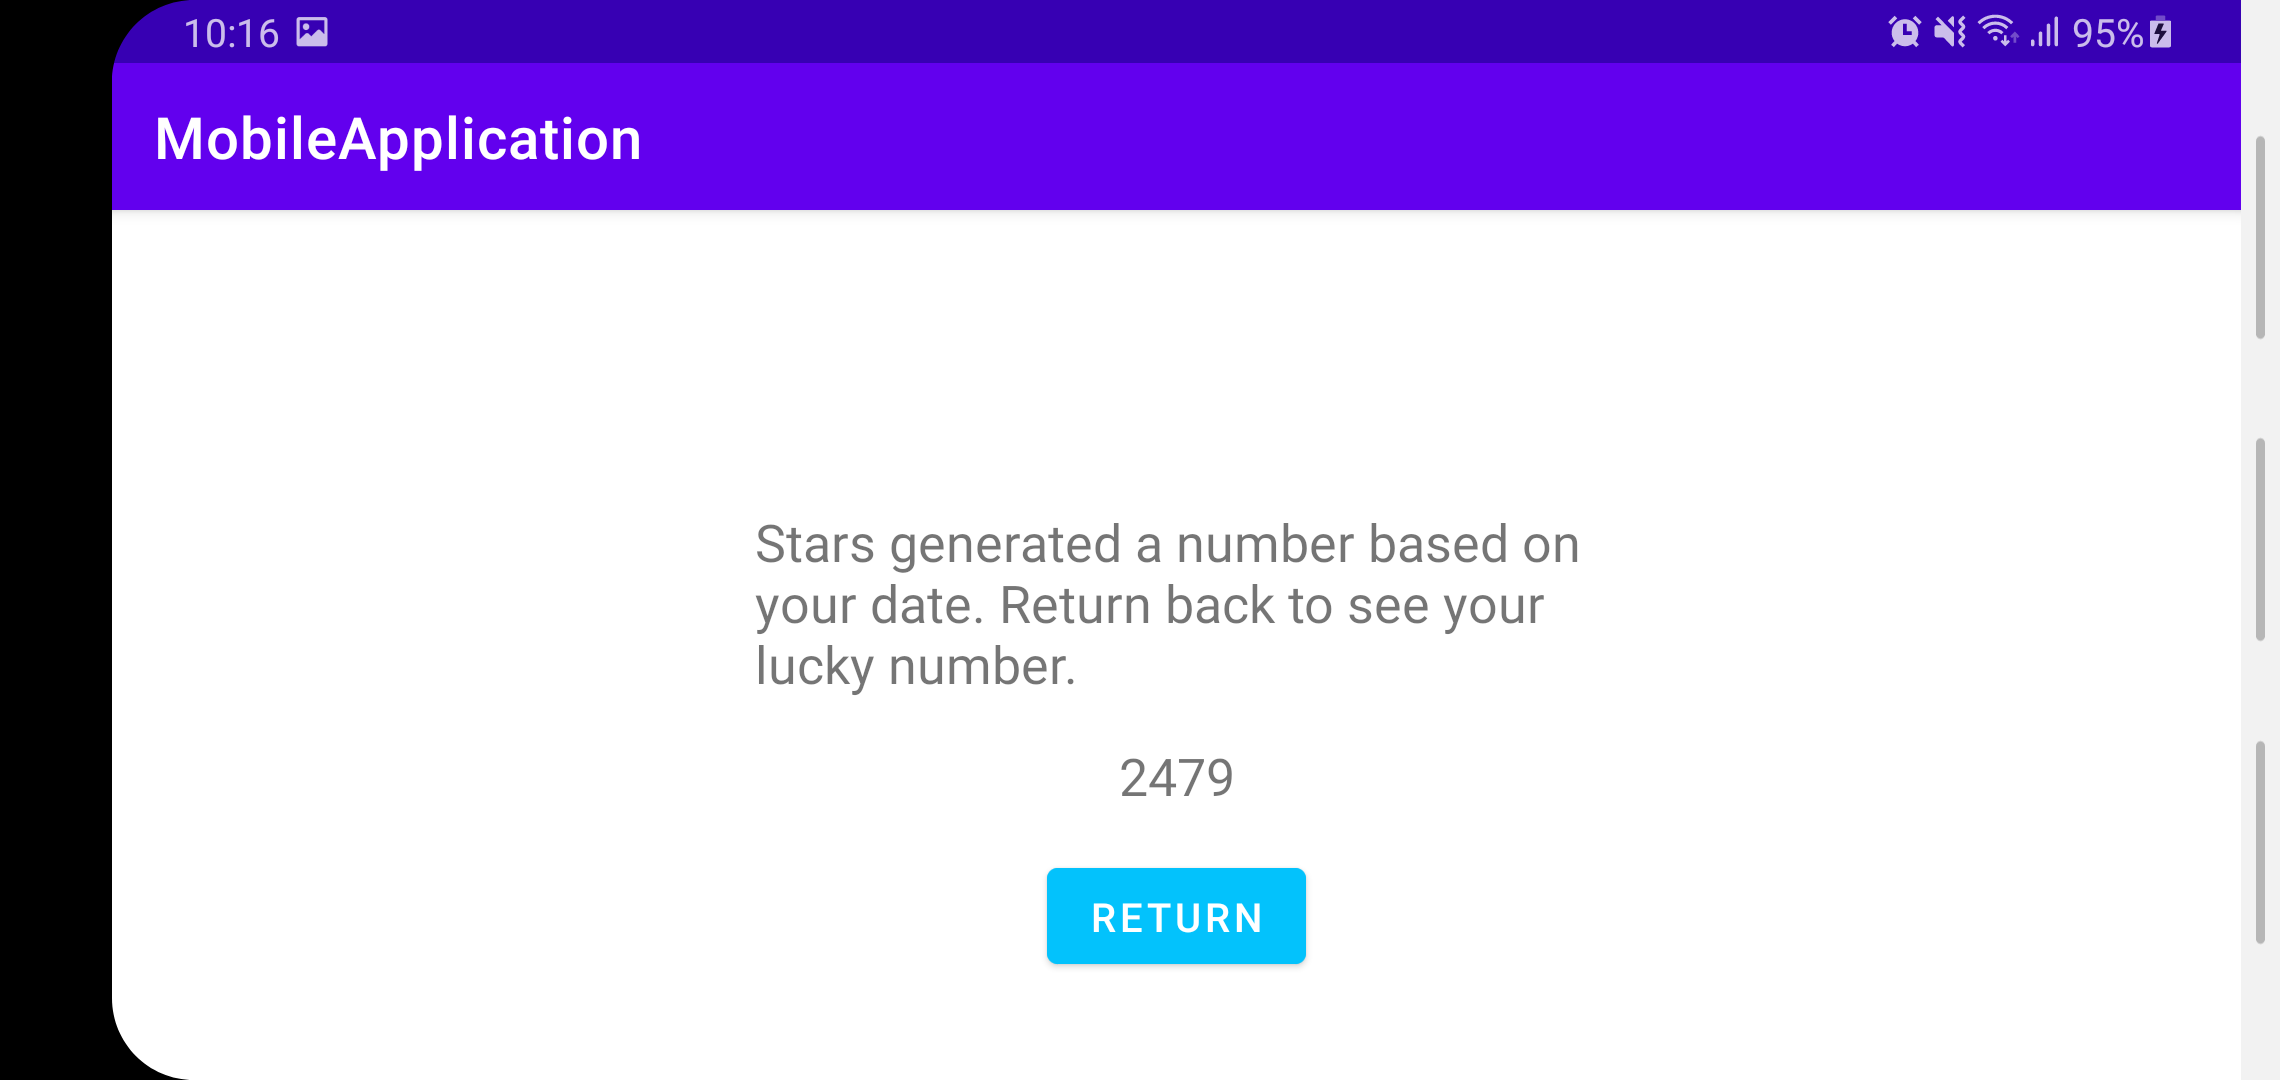 10:16 95%
MobileApplication
Stars generated a number based on
your date. Return back to see your
lucky number.
2479
RETURN